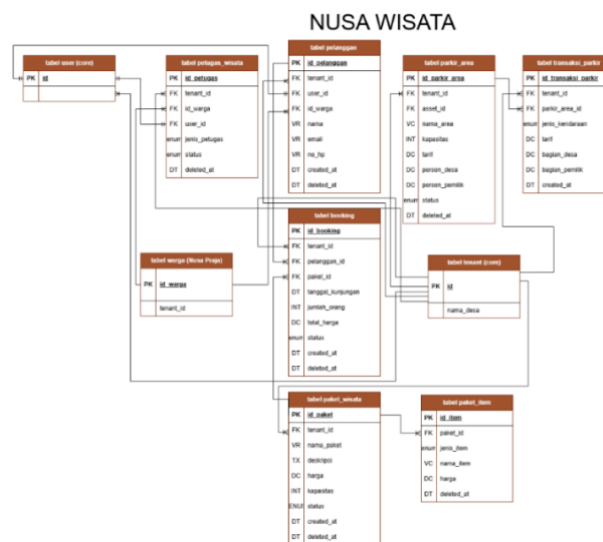 NUSA WISATA
tabel user (core)
PK id
tabel petugas_wisata
PK id_petugas
FK tenant_id
FK id_warga
FK user_id
enum jenis_petugas
enum status
DT deleted_at
tabel pelanggan
PK id_pelanggan
FK tenant_id
FK user_id
FK id_warga
VR nama
VR email
VR no_hp
DT created_at
DT deleted_at
tabel parkir_area
PK id_parkir_area
FK tenant_id
FK asset_id
VC nama_area
INT kapasitas
DC tarif
DC persen_desa
DC persen_pemilik
enum status
DT deleted_at
tabel transaksi_parkir
PK id_transaksi_parkir
FK tenant_id
FK parkir_area_id
enum jenis_kendaraan
DC tarif
DC bagian_desa
DC bagian_pemilik
DT created_at
tabel booking
PK id_booking
FK tenant_id
FK pelanggan_id
FK paket_id
DT tanggal_kunjungan
INT jumlah_orang
DC total_harga
enum status
DT created_at
DT deleted_at
tabel warga (Nusa Praja)
PK id_warga
tenant_id
tabel tenant (core)
PK id
nama_desa
tabel paket_wisata
PK id_paket
FK tenant_id
VR nama_paket
TX deskripsi
DC harga
INT kapasitas
ENUM status
DT created_at
DT deleted_at
tabel paket_item
PK id_item
FK paket_id
enum jenis_item
VC nama_item
DC harga
DT deleted_at